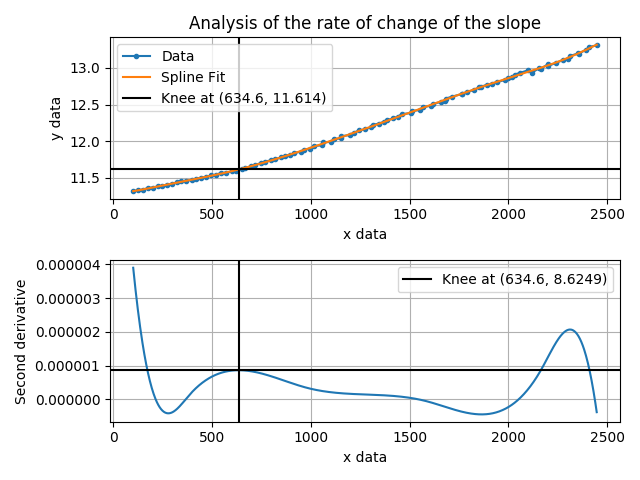 Analysis of the rate of change of the slope
Data
Spline Fit
Knee at (634.6, 11.614)
13.0
12.5
12.0
11.5
y data
0 500 1000 1500 2000 2500
x data
Knee at (634.6, 8.6249)
0.000004
0.000003
0.000002
0.000001
0.000000
Second derivative
0 500 1000 1500 2000 2500
x data